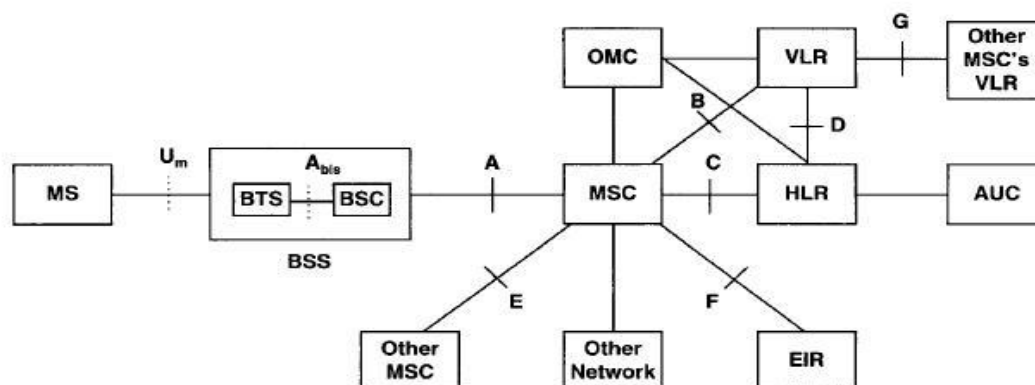 G
OMC
VLR
Other
MSC's
VLR
B
D
Um
Abis
A
C
MS
BTS
BSC
MSC
HLR
AUC
BSS
E
F
Other
MSC
Other
Network
EIR